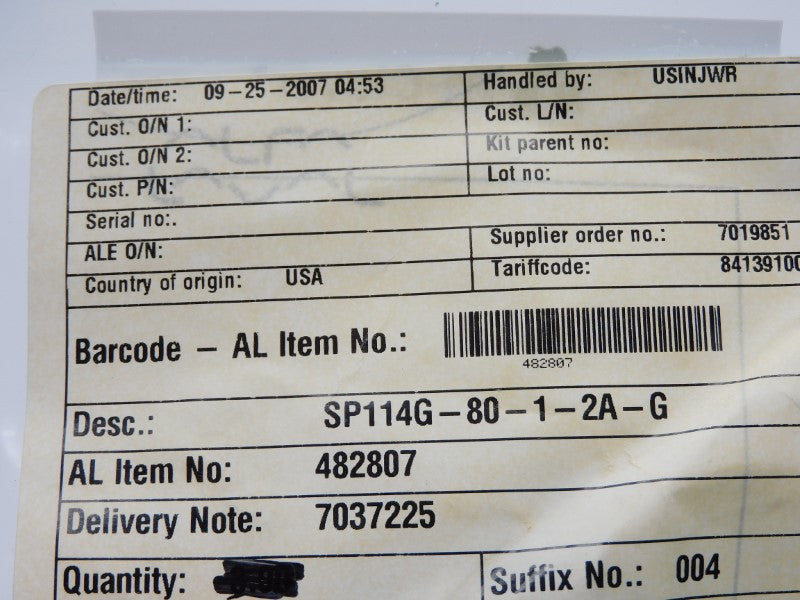 Date/time: 09-25-2007 04:53 Handled by: USINJWR
Cust. O/N 1: Cust. L/N:
Cust. O/N 2: Kit parent no:
Cust. P/N: Lot no:
Serial no:.
ALE O/N: Supplier order no.: 7019851
Country of origin: USA Tariffcode: 84139100
Barcode - AL Item No.:
482807
Desc.: SP114G-80-1-2A-G
AL Item No: 482807
Delivery Note: 7037225
Quantity: Suffix No.: 004